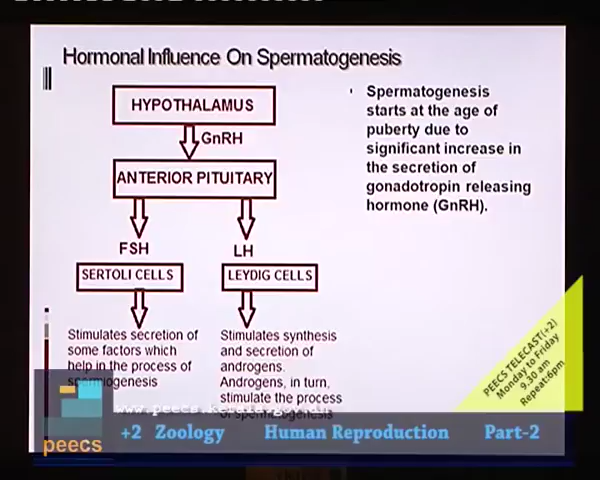 Hormonal Influence On Spermatogenesis
HYPOTHALAMUS
GnRH
ANTERIOR PITUITARY
FSH
LH
SERTOLI CELLS
LEYDIG CELLS
Stimulates secretion of
some factors which
help in the process of
spermiogenesis
Stimulates synthesis
and secretion of
androgens.
Androgens, in turn,
stimulate the process
of spermatogenesis
Spermatogenesis
starts at the age of
puberty due to
significant increase in
the secretion of
gonadotropin releasing
hormone (GnRH).
PEECS TELECAST(+2)
Monday to Friday
9.30 am
Repeat:6pm
peecs
+2 Zoology Human Reproduction Part-2